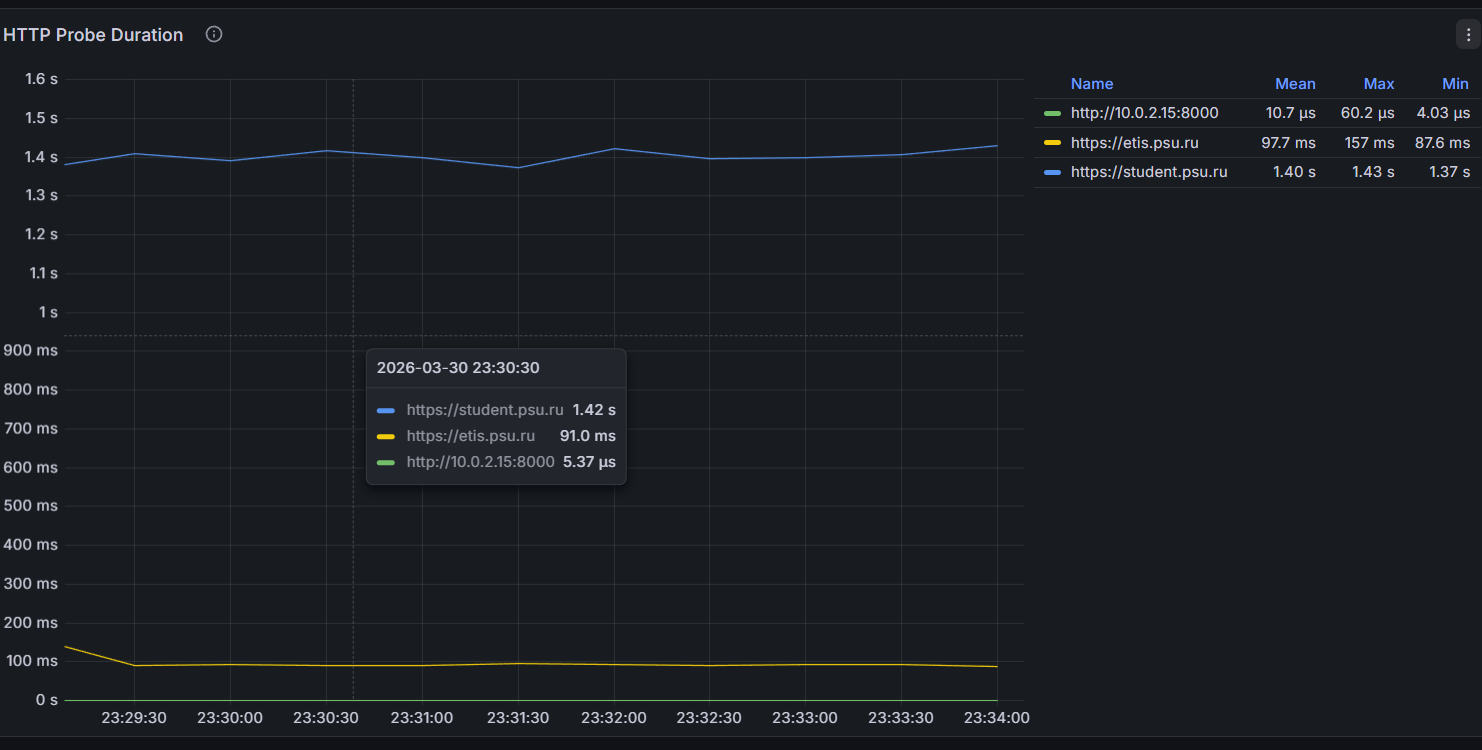 HTTP Probe Duration
1.6 s
1.5 s
1.4 s
1.3 s
1.2 s
1.1 s
1 s
900 ms
800 ms
700 ms
600 ms
500 ms
400 ms
300 ms
200 ms
100 ms
0 s
23:29:30 23:30:00 23:30:30 23:31:00 23:31:30 23:32:00 23:32:30 23:33:00 23:33:30 23:34:00
2026-03-30 23:30:30
https://student.psu.ru 1.42 s
https://etis.psu.ru 91.0 ms
http://10.0.2.15:8000 5.37 µs
Name Mean Max Min
http://10.0.2.15:8000 10.7 µs 60.2 µs 4.03 µs
https://etis.psu.ru 97.7 ms 157 ms 87.6 ms
https://student.psu.ru 1.40 s 1.43 s 1.37 s